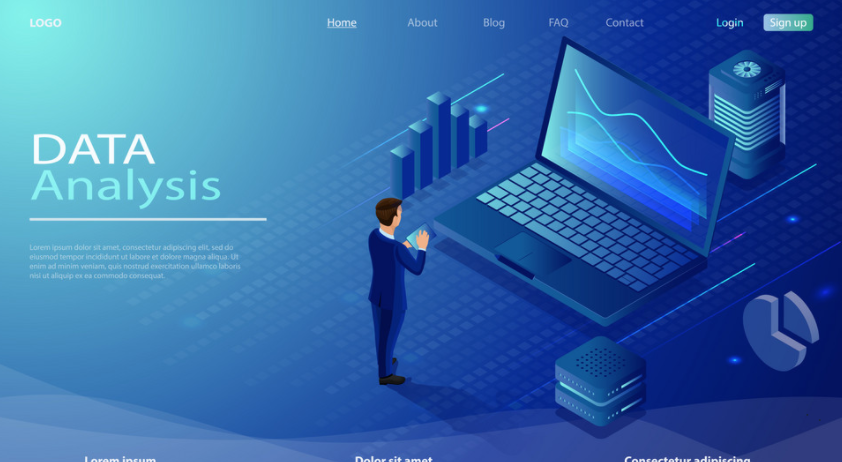 LOGO
Home
About
Blog
FAQ
Contact
Login
Sign up
DATA
Analysis
Lorem ipsum dolor sit amet, consectetur adipiscing elit, sed do
eiusmod tempor incididunt ut labore et dolore magna aliqua. Ut
enim ad minim veniam, quis nostrud exercitation ullamco laboris
nisi ut aliquip ex ea commodo consequat.
Lorem ipsum
Dolor sit amet
Consectetur adipiscing